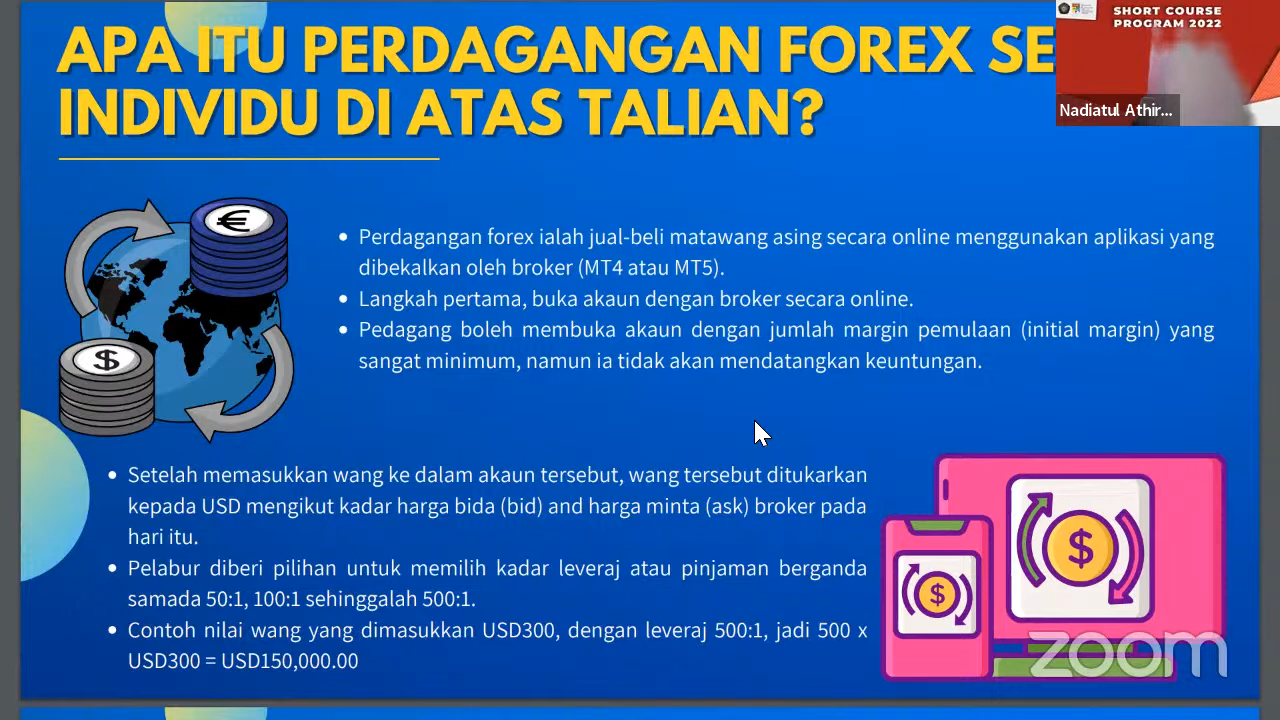 APA ITU PERDAGANGAN FOREX SE
INDIVIDU DI ATAS TALIAN?
SHORT COURSE
PROGRAM 2022
Nadiatul Athir...
Perdagangan forex ialah jual-beli matawang asing secara online menggunakan aplikasi yang
dibekalkan oleh broker (MT4 atau MT5).
Langkah pertama, buka akaun dengan broker secara online.
Pedagang boleh membuka akaun dengan jumlah margin pemulaan (initial margin) yang
sangat minimum, namun ia tidak akan mendatangkan keuntungan.
Setelah memasukkan wang ke dalam akaun tersebut, wang tersebut ditukarkan
kepada USD mengikut kadar harga bida (bid) and harga minta (ask) broker pada
hari itu.
Pelabur diberi pilihan untuk memilih kadar leveraj atau pinjaman berganda
samada 50:1, 100:1 sehinggalah 500:1.
Contoh nilai wang yang dimasukkan USD300, dengan leveraj 500:1, jadi 500 x
USD300 = USD150,000.00
€
$
$
$
zoom